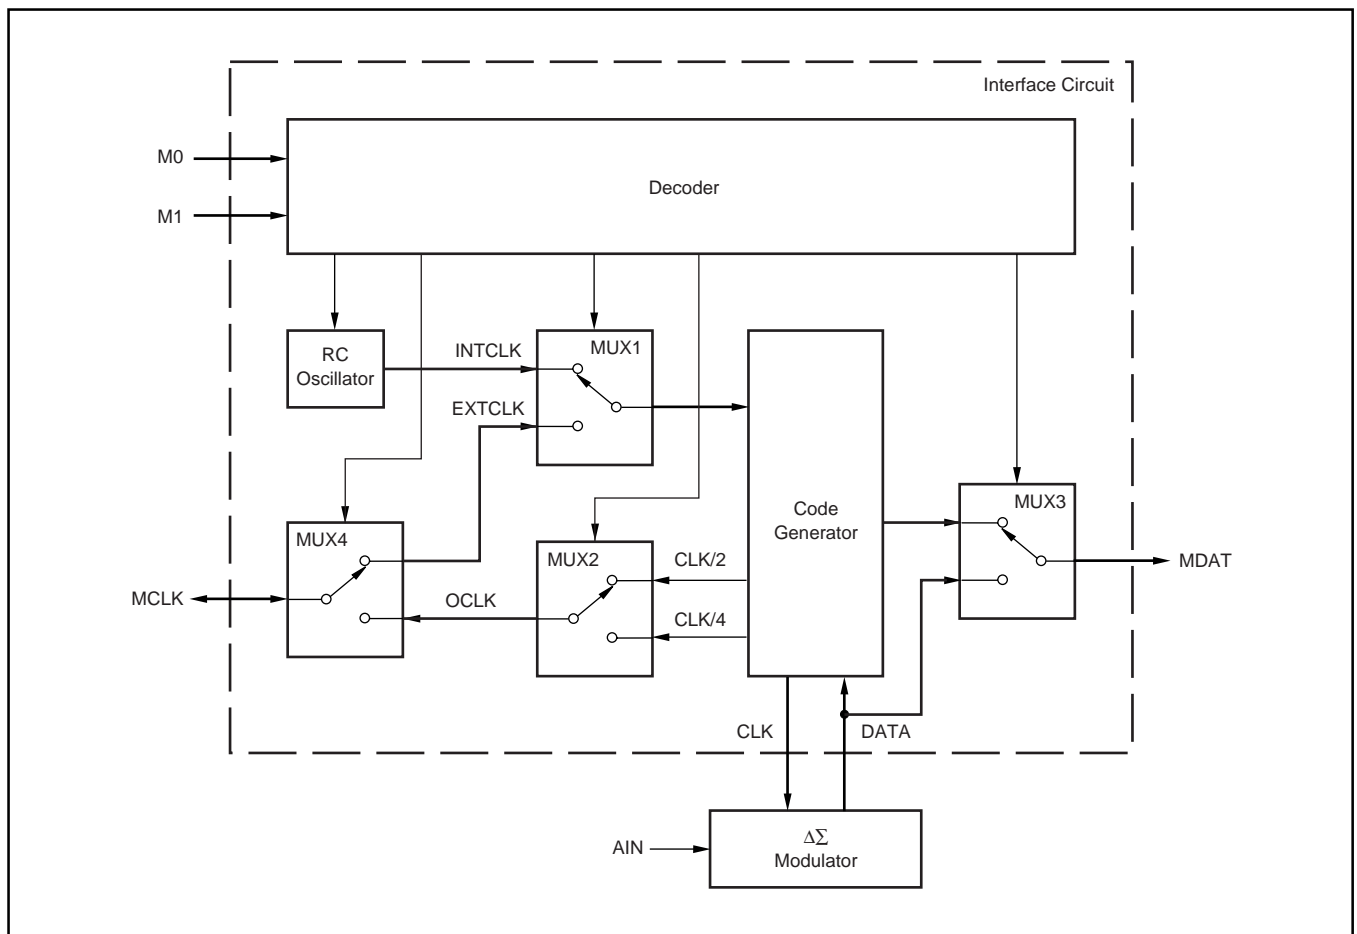 Interface Circuit
M0
Decoder
M1
RC
Oscillator
INTCLK
MUX1
EXTCLK
Code
Generator
MUX3
MUX4
MUX2
CLK/2
MDAT
MCLK
OCLK
CLK/4
CLK
DATA
AIN
ΔΣ
Modulator